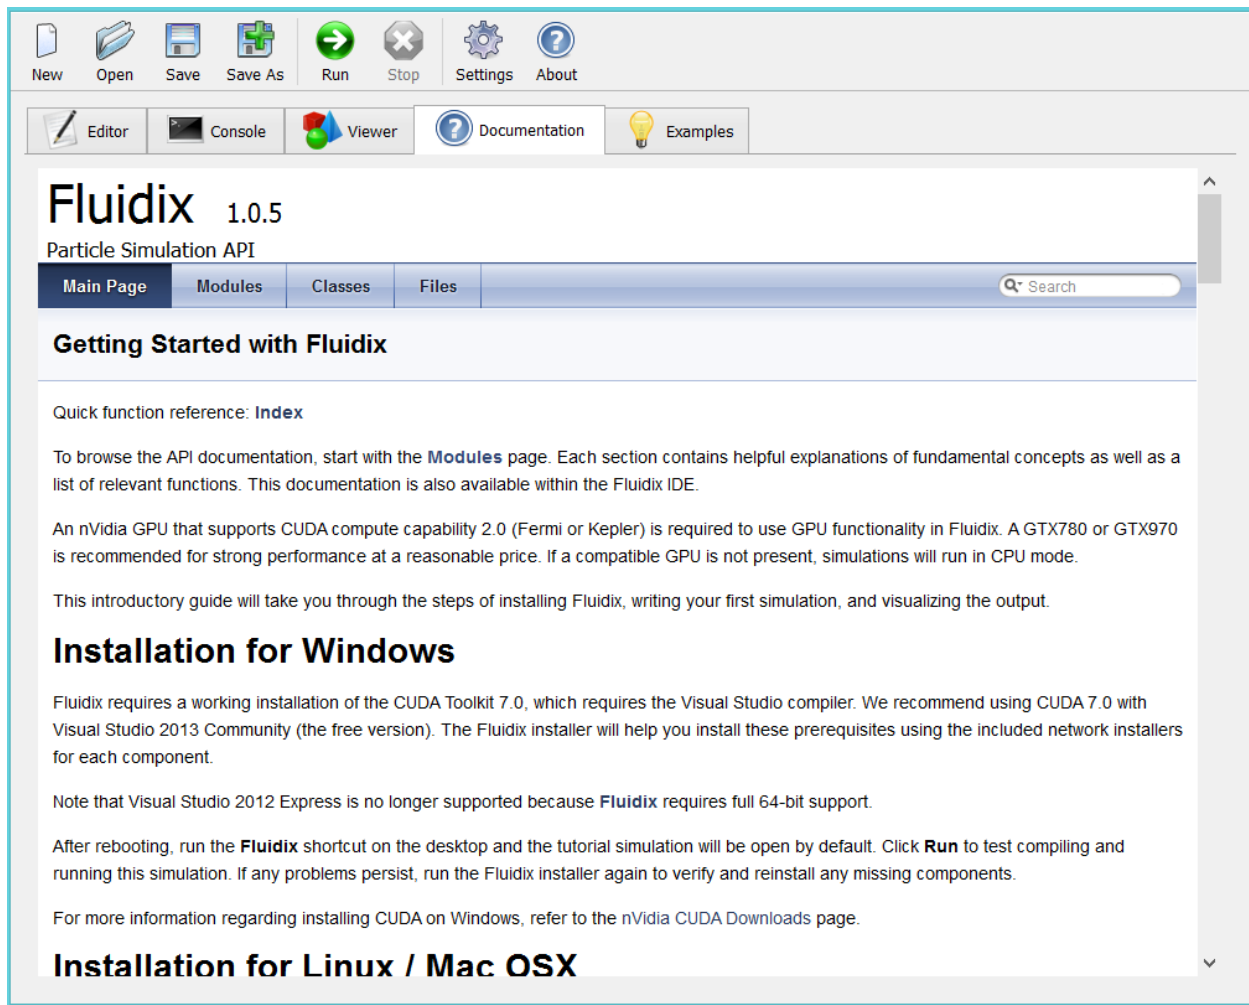 New Open Save Save As Run Stop Settings About
Editor Console Viewer Documentation Examples
Fluidix 1.0.5
Particle Simulation API
Main Page Modules Classes Files Search
Getting Started with Fluidix
Quick function reference: Index
To browse the API documentation, start with the Modules page. Each section contains helpful explanations of fundamental concepts as well as a
list of relevant functions. This documentation is also available within the Fluidix IDE.
An nVidia GPU that supports CUDA compute capability 2.0 (Fermi or Kepler) is required to use GPU functionality in Fluidix. A GTX780 or GTX970
is recommended for strong performance at a reasonable price. If a compatible GPU is not present, simulations will run in CPU mode.
This introductory guide will take you through the steps of installing Fluidix, writing your first simulation, and visualizing the output.
Installation for Windows
Fluidix requires a working installation of the CUDA Toolkit 7.0, which requires the Visual Studio compiler. We recommend using CUDA 7.0 with
Visual Studio 2013 Community (the free version). The Fluidix installer will help you install these prerequisites using the included network installers
for each component.
Note that Visual Studio 2012 Express is no longer supported because Fluidix requires full 64-bit support.
After rebooting, run the Fluidix shortcut on the desktop and the tutorial simulation will be open by default. Click Run to test compiling and
running this simulation. If any problems persist, run the Fluidix installer again to verify and reinstall any missing components.
For more information regarding installing CUDA on Windows, refer to the nVidia CUDA Downloads page.
Installation for Linux / Mac OSX